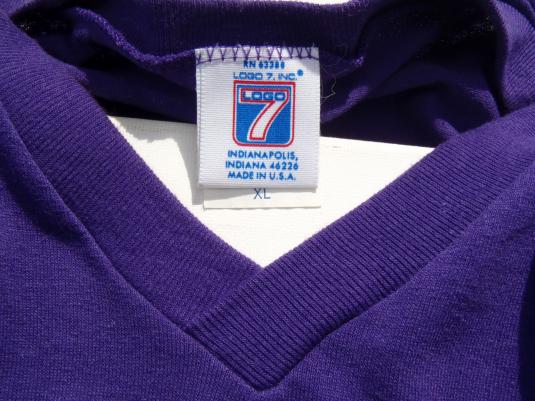 RN 63388
LOGO 7, INC.®
LOGO
7
INDIANAPOLIS,
INDIANA 46226
MADE IN U.S.A.
XL